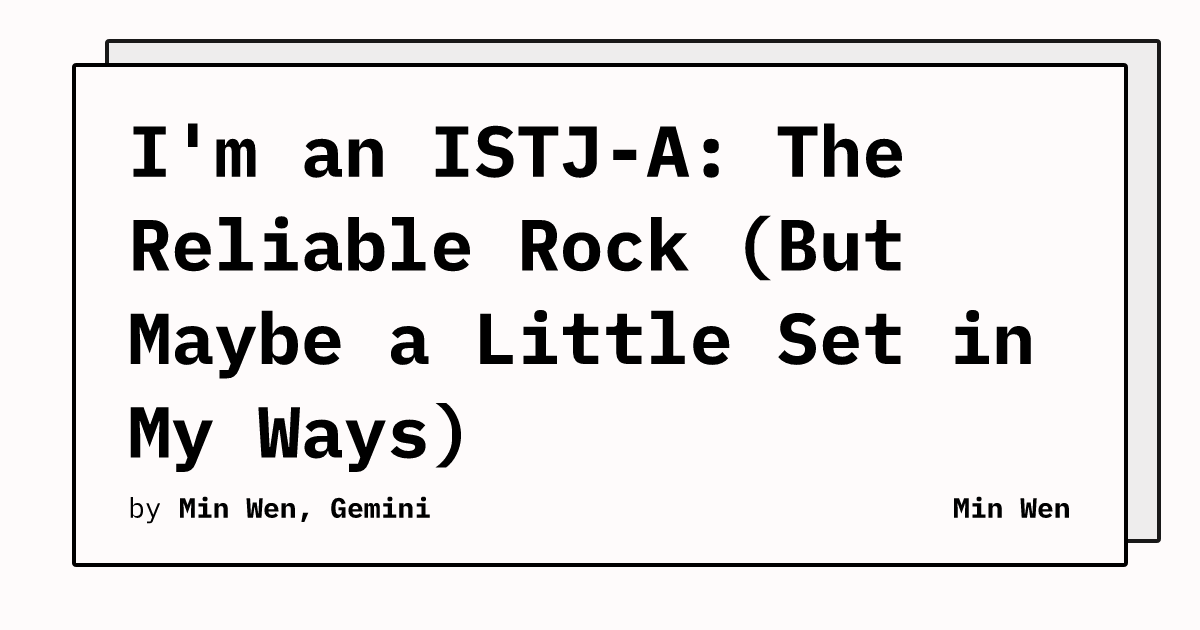 I'm an ISTJ-A: The
Reliable Rock (But
Maybe a Little Set in
My Ways)
by Min Wen, Gemini
Min Wen